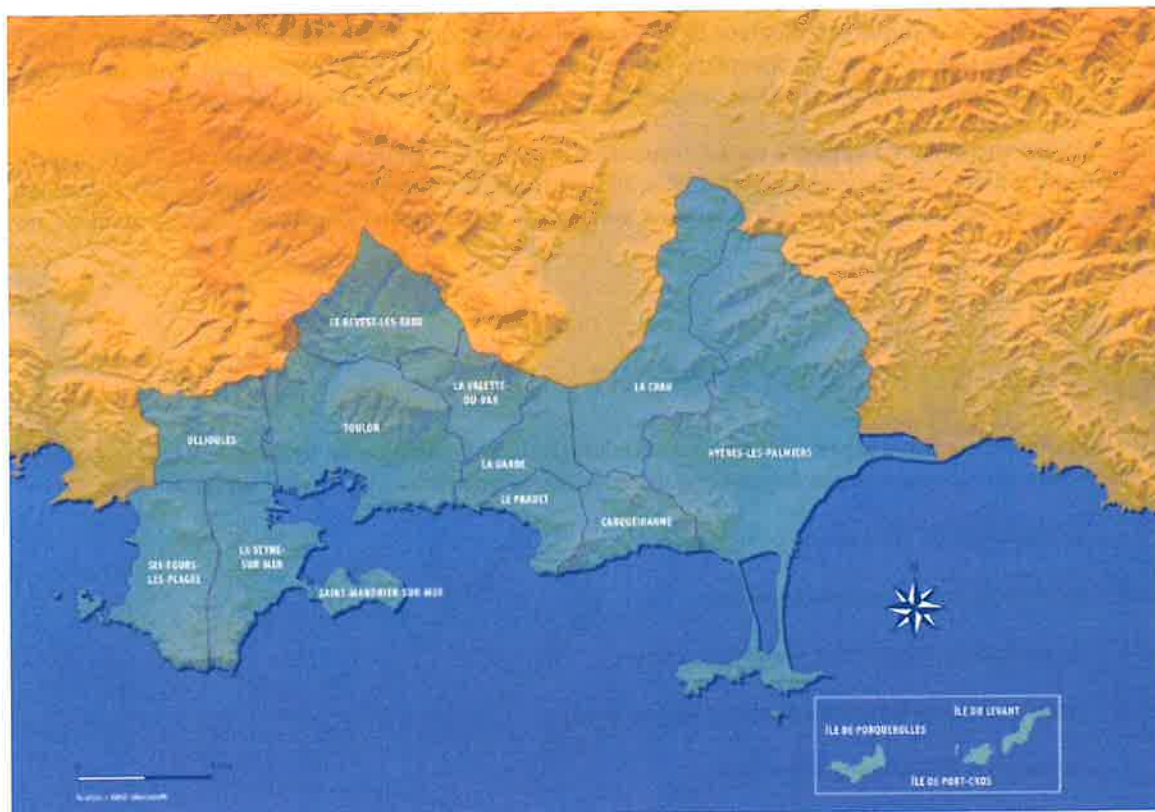 LE REVEST-LES-EAUX
LA VALETTE-
DU-VAR
LA CRAU
OLLIOULES
TOULON
HYÈRES-LES-PALMIERS
LA GARDE
LE PRADET
CARQUEIRANNE
SIX-FOURS-
LES-PLAGES
LA SEYNE-
SUR-MER
SAINT-MANDRIER-SUR-MER
ÎLE DU LEVANT
ÎLE DE PORQUEROLLES
ÎLE DE PORT-CROS
0